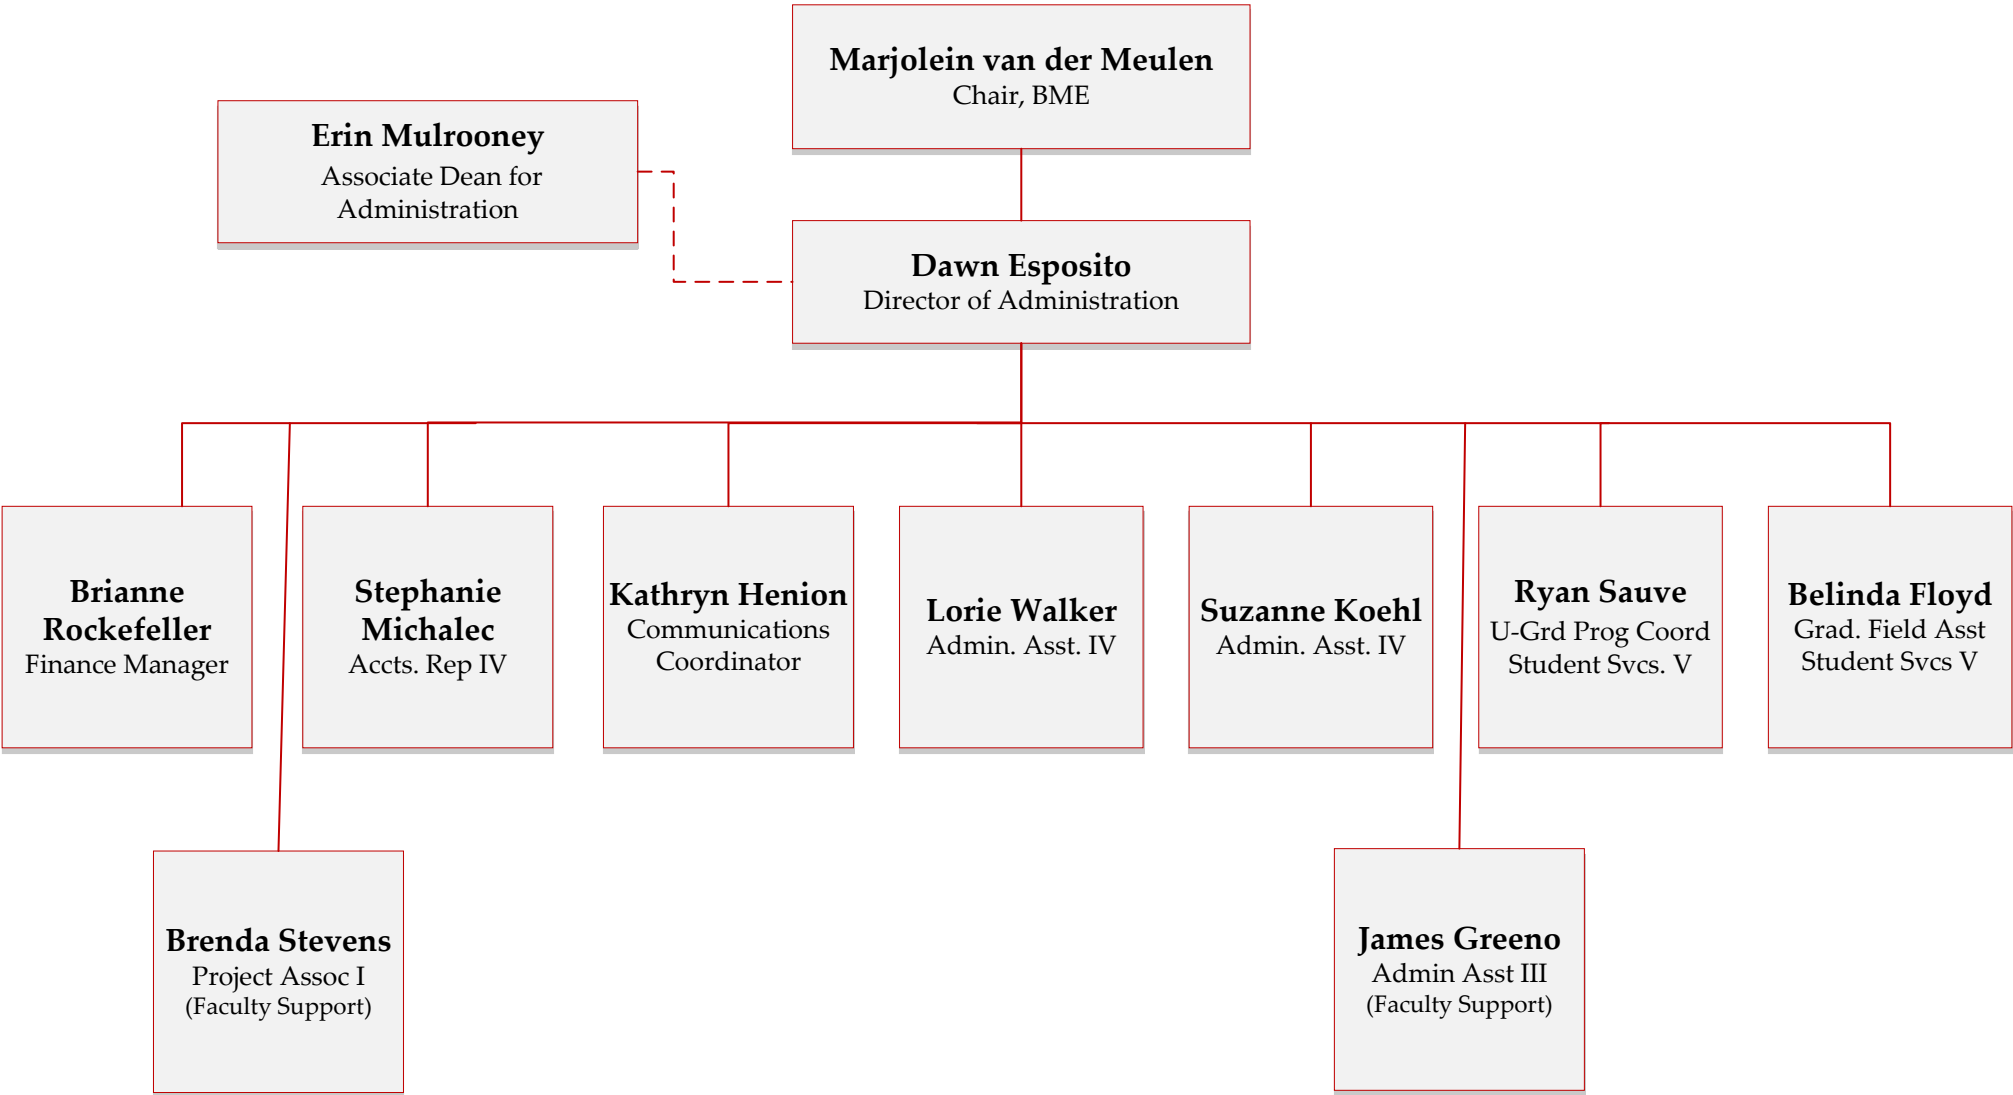 Marjolein van der Meulen
Chair, BME
Erin Mulrooney
Associate Dean for
Administration
Dawn Esposito
Director of Administration
Brianne
Rockefeller
Finance Manager
Stephanie
Michalec
Accts. Rep IV
Kathryn Henion
Communications
Coordinator
Lorie Walker
Admin. Asst. IV
Suzanne Koehl
Admin. Asst. IV
Ryan Sauve
U-Grd Prog Coord
Student Svcs. V
Belinda Floyd
Grad. Field Asst
Student Svcs V
Brenda Stevens
Project Assoc I
(Faculty Support)
James Greeno
Admin Asst III
(Faculty Support)